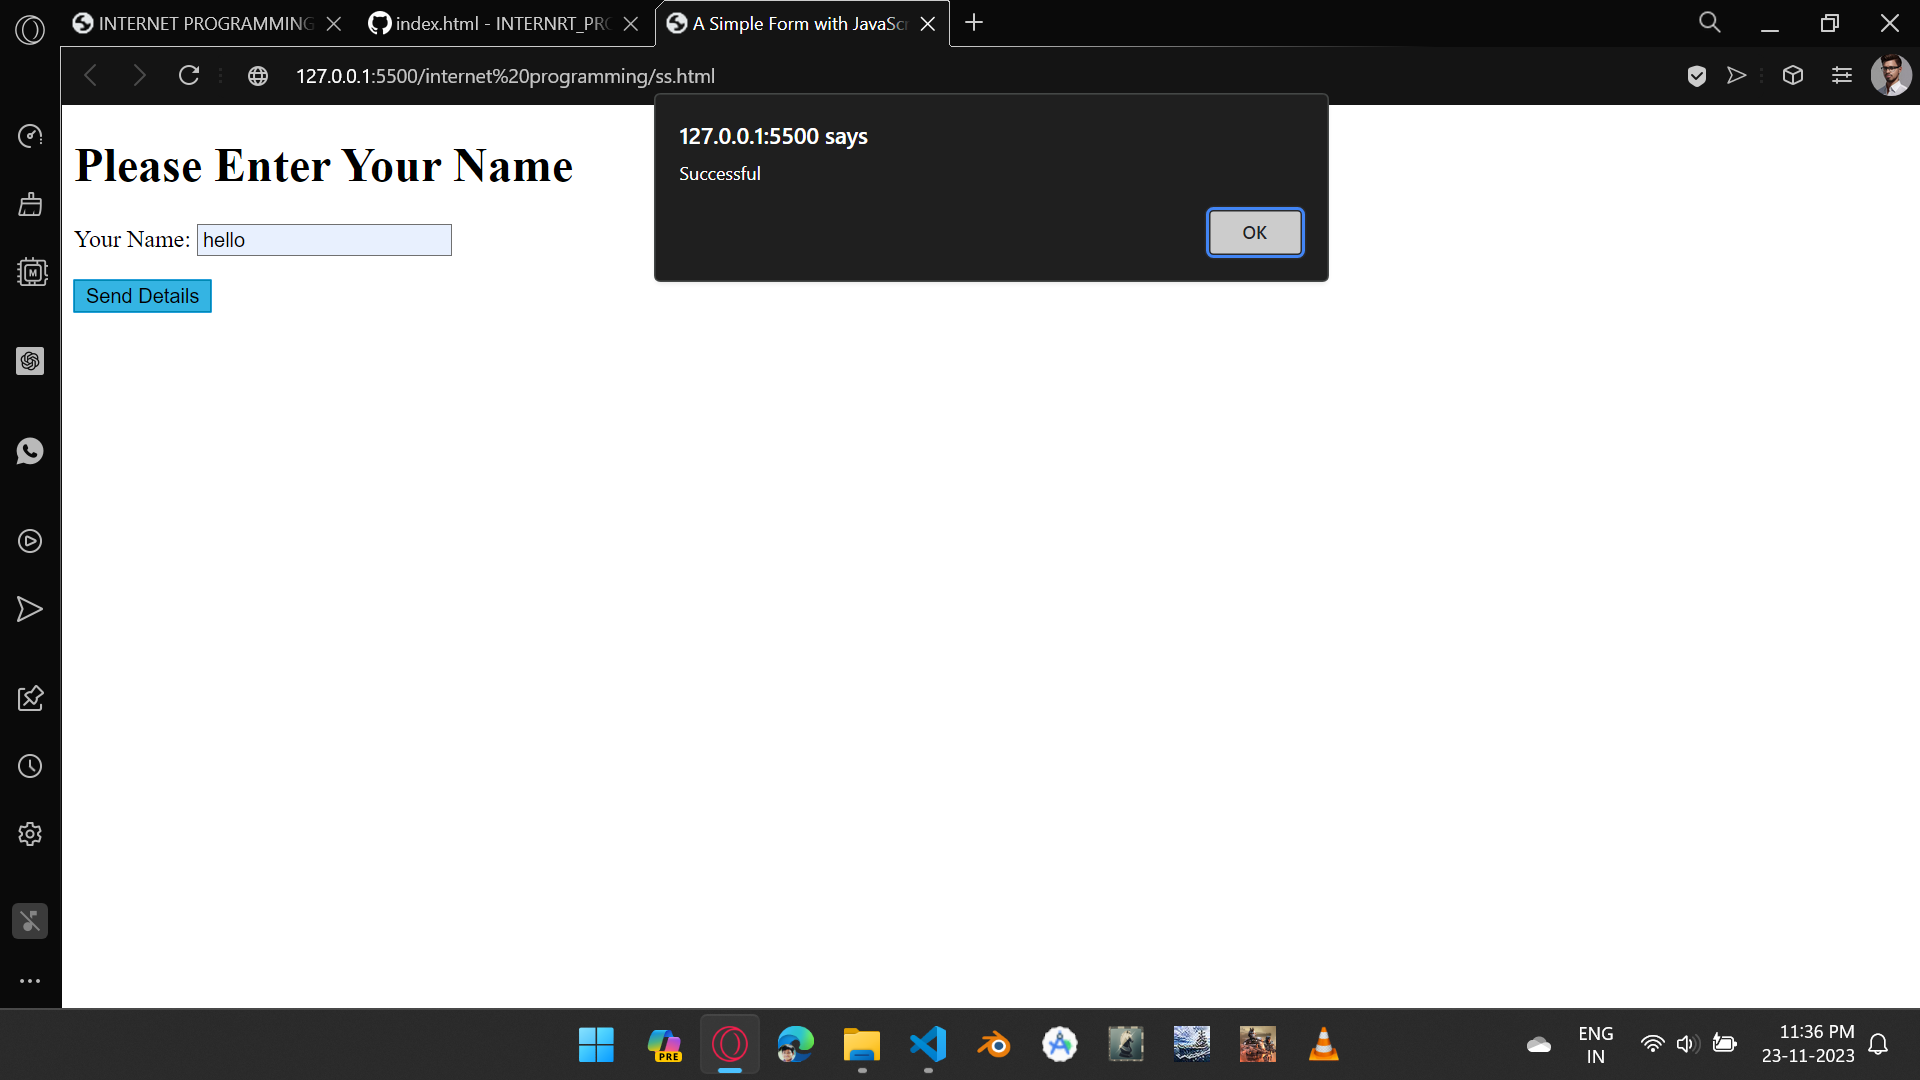 INTERNET PROGRAMMING
index.html - INTERNRT_PRO
A Simple Form with JavaScr
127.0.0.1:5500/internet%20programming/ss.html
127.0.0.1:5500 says
Successful
OK
Please Enter Your Name
Your Name: hello
Send Details
M
PRE
ENG
IN
11:36 PM
23-11-2023